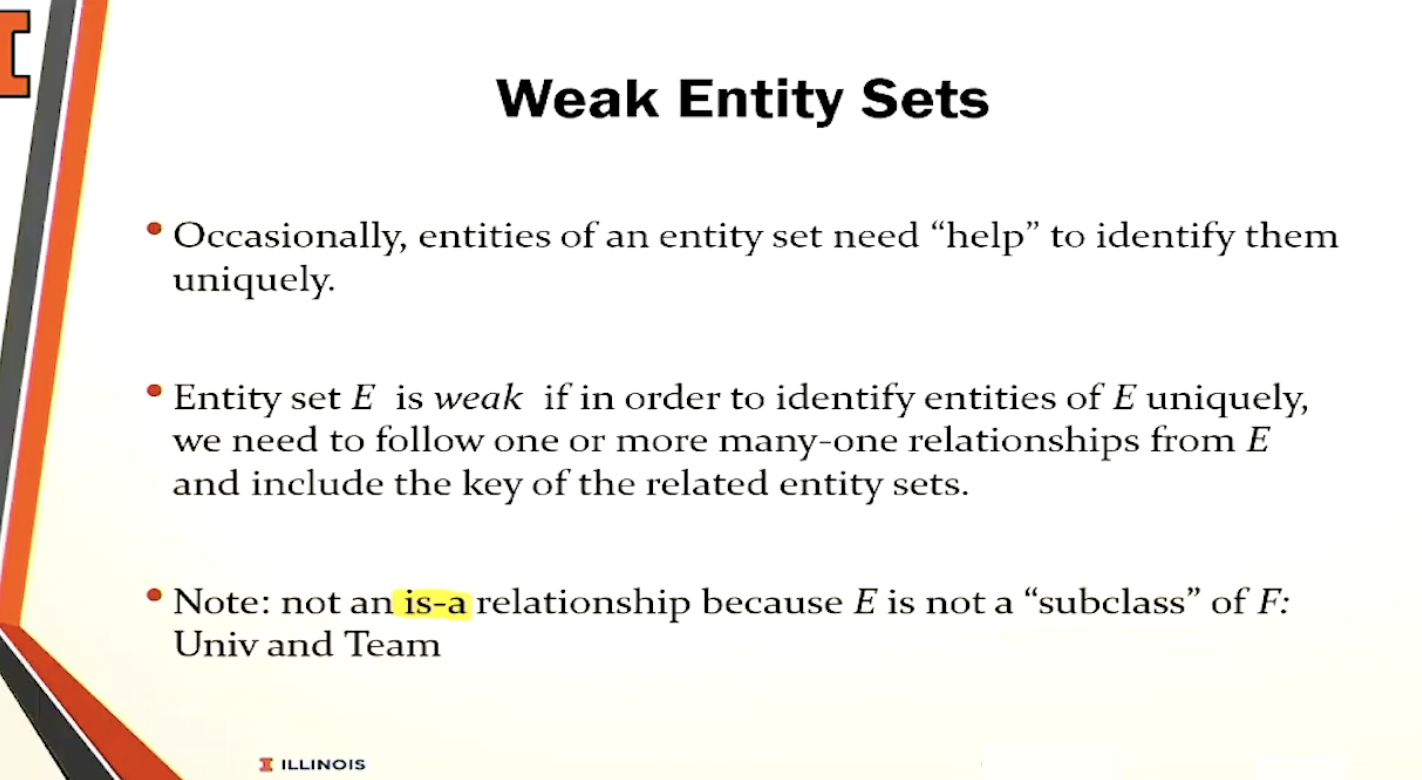 Weak Entity Sets
• Occasionally, entities of an entity set need “help” to identify them
uniquely.
• Entity set E is weak if in order to identify entities of E uniquely,
we need to follow one or more many-one relationships from E
and include the key of the related entity sets.
• Note: not an is-a relationship because E is not a “subclass” of F:
Univ and Team
I ILLINOIS